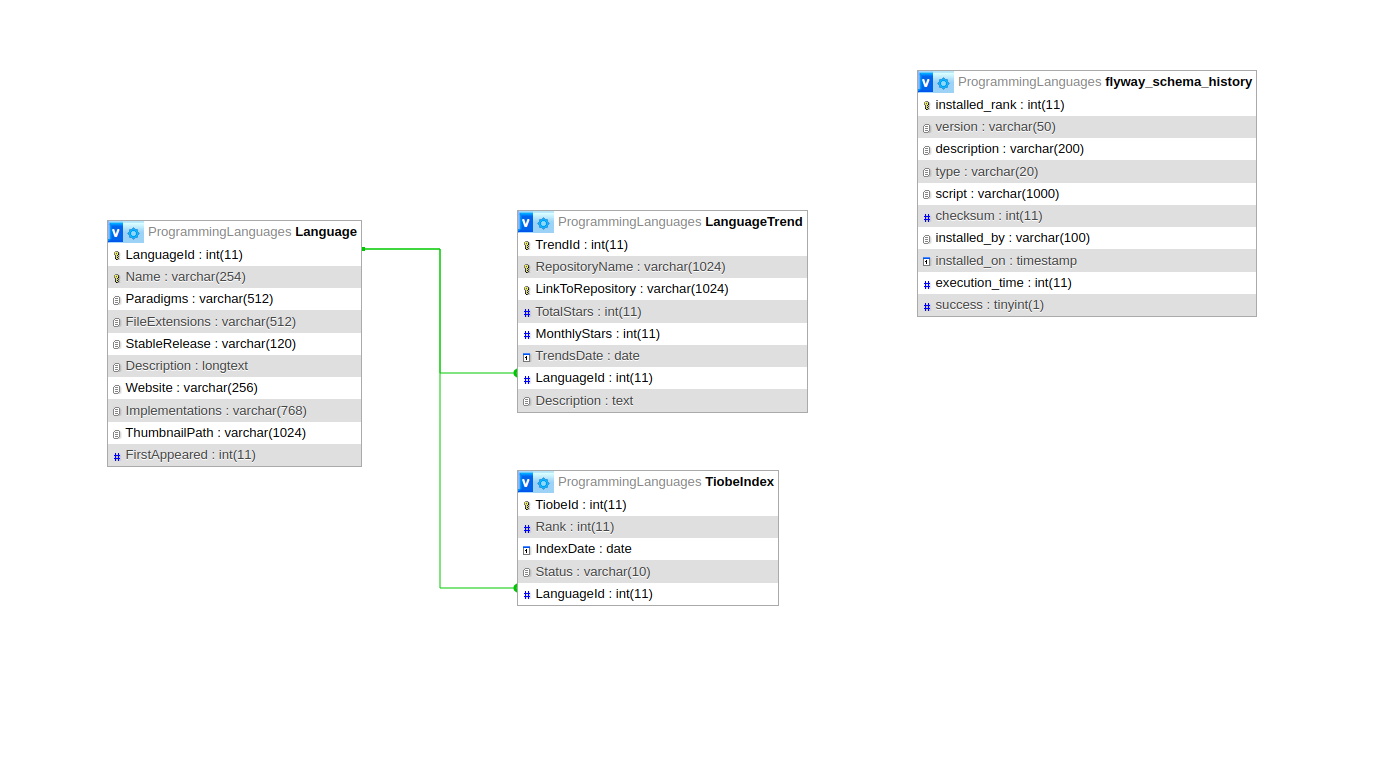 v ProgrammingLanguages flyway_schema_history
installed_rank : int(11)
version : varchar(50)
description : varchar(200)
type : varchar(20)
script : varchar(1000)
checksum : int(11)
installed_by : varchar(100)
installed_on : timestamp
execution_time : int(11)
success : tinyint(1)
v ProgrammingLanguages Language
LanguageId : int(11)
Name : varchar(254)
Paradigms : varchar(512)
FileExtensions : varchar(512)
StableRelease : varchar(120)
Description : longtext
Website : varchar(256)
Implementations : varchar(768)
ThumbnailPath : varchar(1024)
# FirstAppeared : int(11)
v ProgrammingLanguages LanguageTrend
TrendId : int(11)
RepositoryName : varchar(1024)
LinkToRepository : varchar(1024)
# TotalStars : int(11)
# MonthlyStars : int(11)
TrendsDate : date
# LanguageId : int(11)
Description : text
v ProgrammingLanguages TiobeIndex
TiobeId : int(11)
# Rank : int(11)
IndexDate : date
Status : varchar(10)
# LanguageId : int(11)